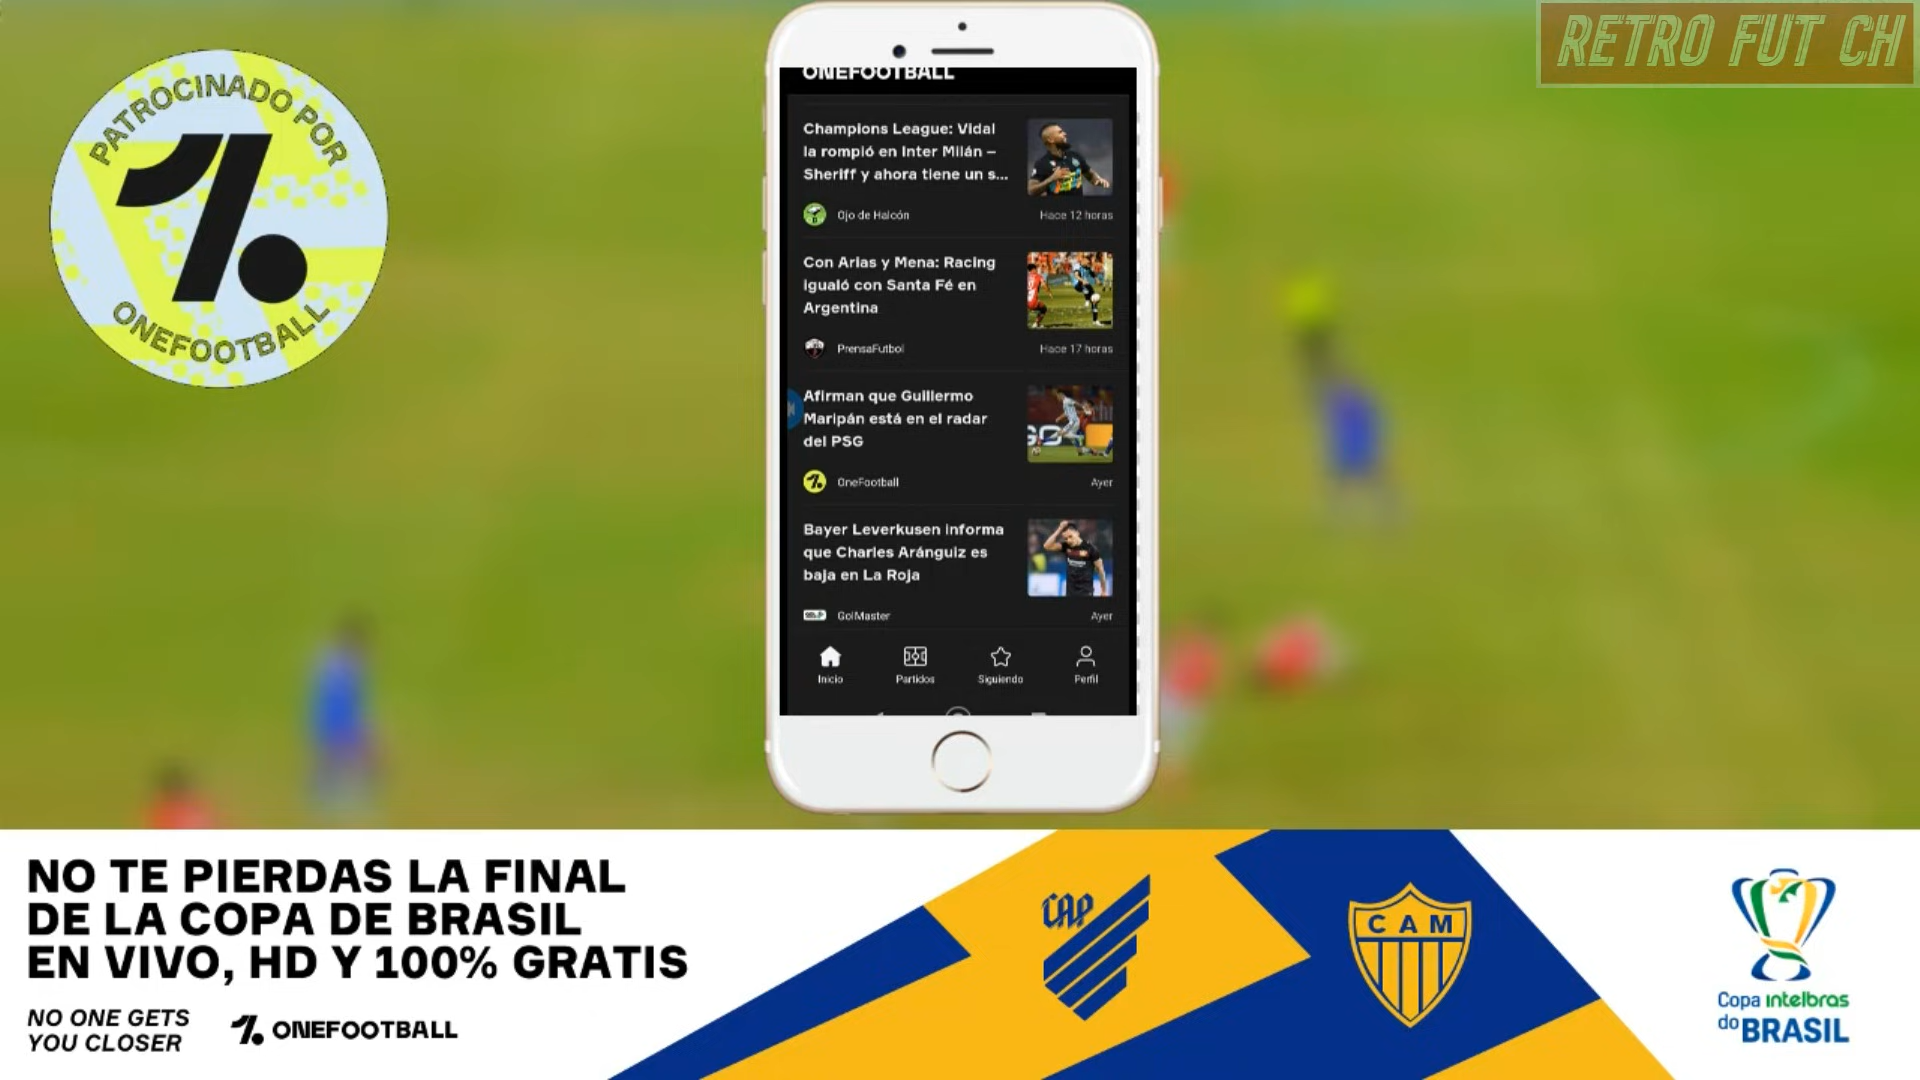 RETRO FUT CH
PATROCINADO POR
ONEFOOTBALL
ONEFOOTBALL
Champions League: Vidal
la rompió en Inter Milán –
Sheriff y ahora tiene un s...
Ojo de Halcón
Hace 12 horas
Con Arias y Mena: Racing
igualó con Santa Fé en
Argentina
PrensaFutbol
Hace 17 horas
Afirman que Guillermo
Maripán está en el radar
del PSG
OneFootball
Ayer
Bayer Leverkusen informa
que Charles Aránguiz es
baja en La Roja
GolMaster
Ayer
Inicio
Partidos
Siguiendo
Perfil
NO TE PIERDAS LA FINAL
DE LA COPA DE BRASIL
EN VIVO, HD Y 100% GRATIS
NO ONE GETS
YOU CLOSER
ONEFOOTBALL
CAP
CAM
Copa intelbras
do BRASIL